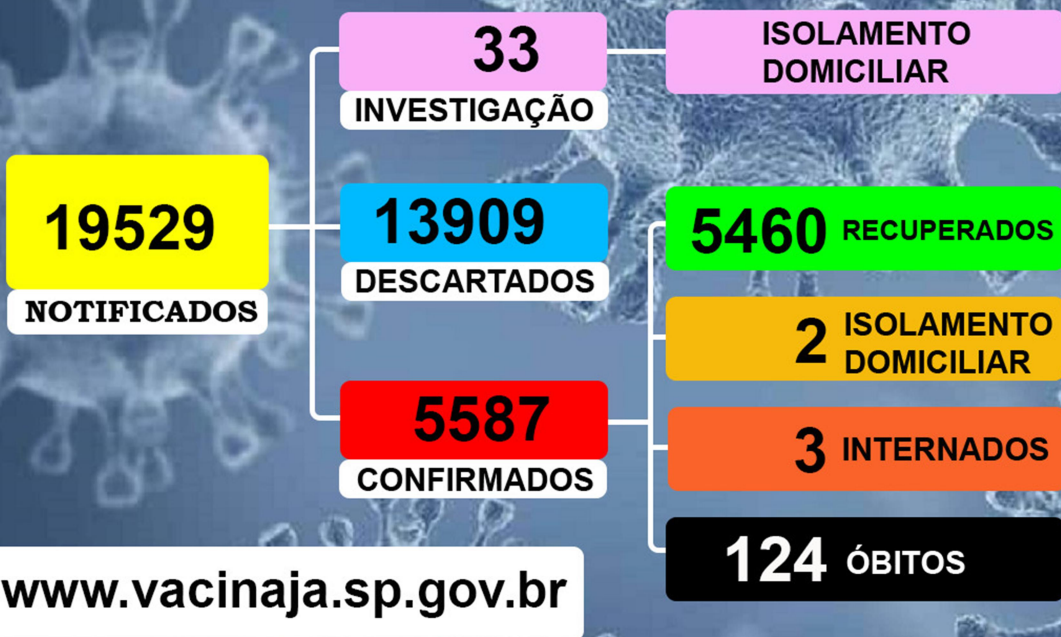 19529
NOTIFICADOS
33
INVESTIGAÇÃO
ISOLAMENTO
DOMICILIAR
13909
DESCARTADOS
5587
CONFIRMADOS
5460 RECUPERADOS
2 ISOLAMENTO
DOMICILIAR
3 INTERNADOS
124 ÓBITOS
www.vacinaja.sp.gov.br